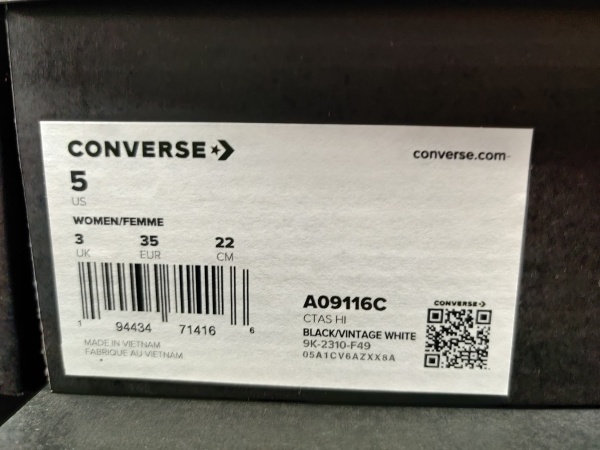 CONVERSE
converse.com
5
US
WOMEN/FEMME
3 35 22
UK EUR CM
1 94434 71416 6
MADE IN VIETNAM
FABRIQUE AU VIETNAM
A09116C
CTAS HI
BLACK/VINTAGE WHITE
9K-2310-F49
05A1CV6AZXX8A
CONVERSE